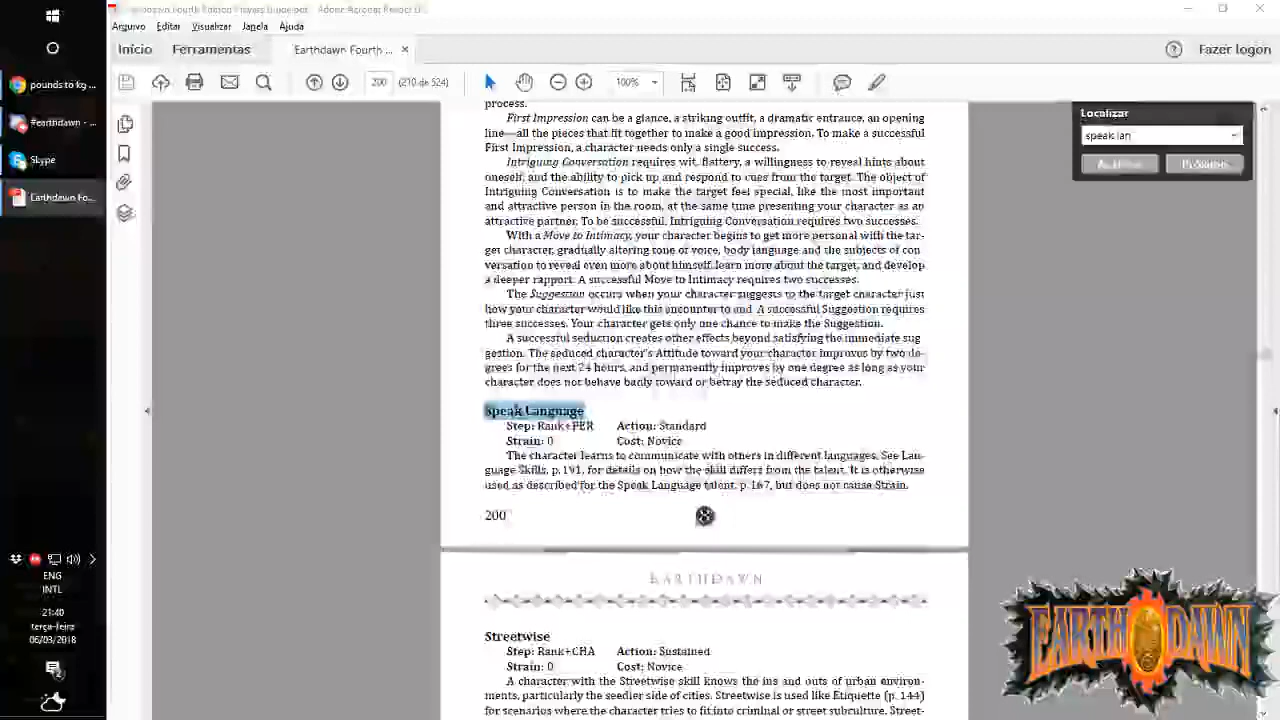 Arquivo Editar Visualizar Janela Ajuda
Início Ferramentas Earthdawn Fourth ... × Fazer logon
200 (210 de 524) 100%
pounds to kg ...
#earthdawn - ...
Skype
Earthdawn Fo...
Localizar
speak lan
Próximo
process.
First Impression can be a glance, a striking outfit, a dramatic entrance, an opening
line—all the pieces that fit together to make a good impression. To make a successful
First Impression, a character needs only a single success.
Intriguing Conversation requires wit, flattery, a willingness to reveal hints about
oneself, and the ability to pick up and respond to cues from the target. The object of
Intriguing Conversation is to make the target feel special, like the most important
and attractive person in the room, at the same time presenting your character as an
attractive partner. To be successful, Intriguing Conversation requires two successes.
With a Move to Intimacy, your character begins to get more personal with the tar-
get character, gradually altering tone of voice, body language and the subjects of con-
versation to reveal even more about himself, learn more about the target, and develop
a deeper rapport. A successful Move to Intimacy requires two successes.
The Suggestion occurs when your character suggests to the target character just
how your character would like this encounter to end. A successful Suggestion requires
three successes. Your character gets only one chance to make the Suggestion.
A successful seduction creates other effects beyond satisfying the immediate sug-
gestion. The seduced character's Attitude toward your character improves by two de-
grees for the next 24 hours, and permanently improves by one degree as long as your
character does not behave badly toward or betray the seduced character.
Speak Language
Step: Rank+PER Action: Standard
Strain: 0 Cost: Novice
The character learns to communicate with others in different languages. See Lan-
guage Skills, p.191, for details on how the skill differs from the talent. It is otherwise
used as described for the Speak Language talent, p.167, but does not cause Strain.
200
EARTHDAWN
Streetwise
Step: Rank+CHA Action: Sustained
Strain: 0 Cost: Novice
A character with the Streetwise skill knows the ins and outs of urban environ-
ments, particularly the seedier side of cities. Streetwise is used like Etiquette (p.144)
for scenarios where the character tries to fit into criminal or street subculture. Street-
ENG
INTL
21:40
terça-feira
06/03/2018
EARTHDAWN